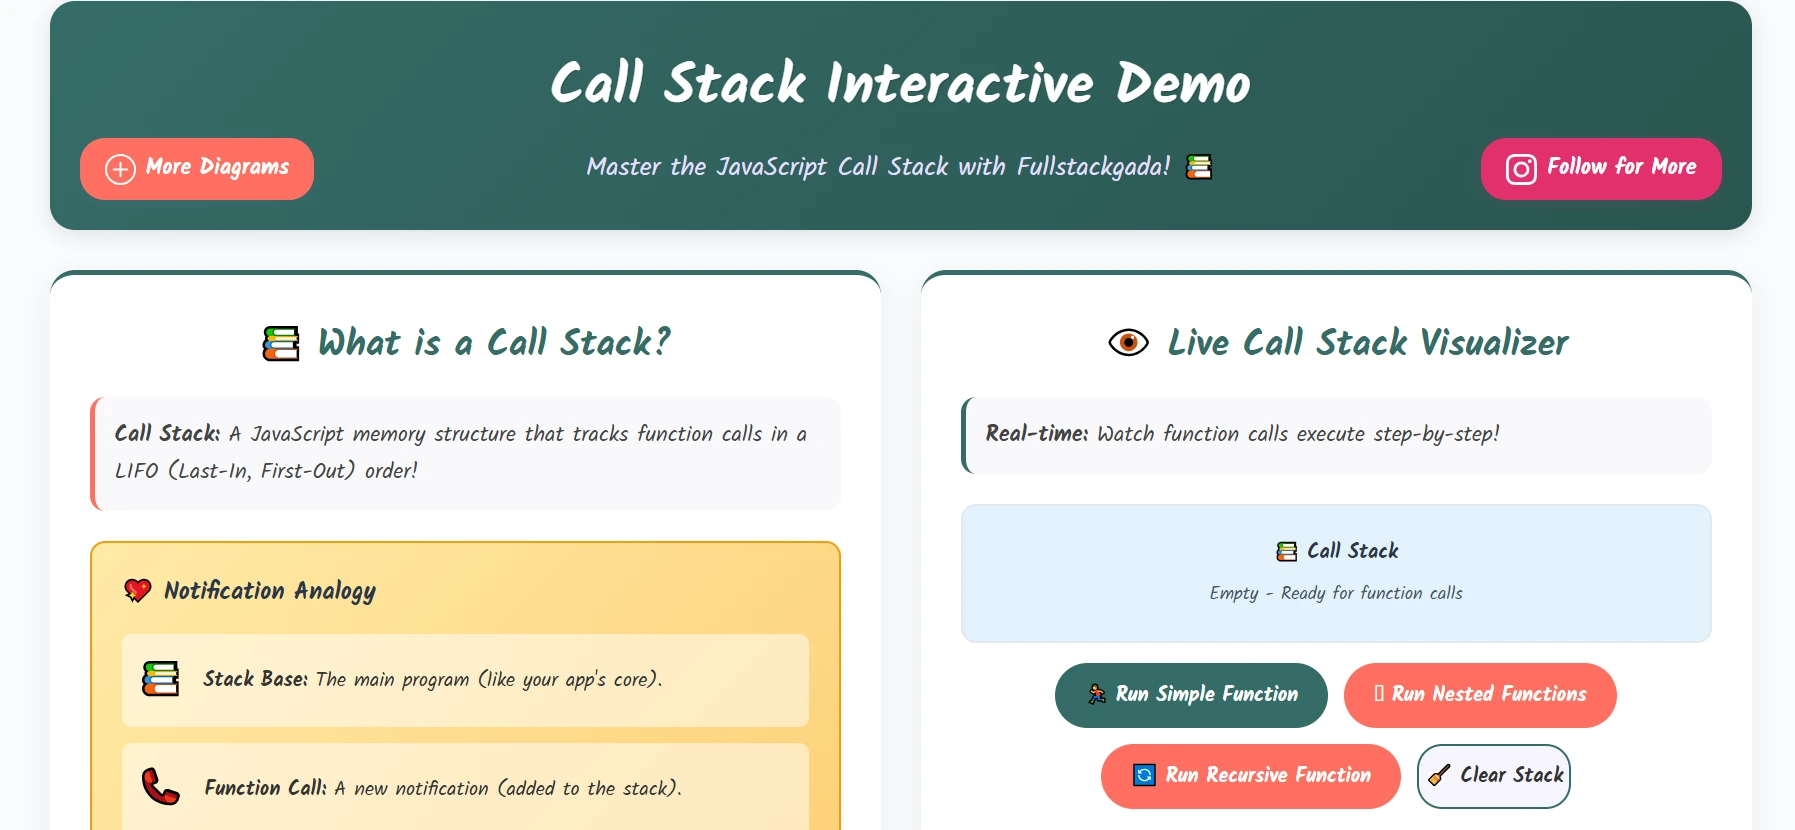 Call Stack Interactive Demo
More Diagrams
Master the JavaScript Call Stack with Fullstackgada!
Follow for More
What is a Call Stack?
Call Stack: A JavaScript memory structure that tracks function calls in a
LIFO (Last-In, First-Out) order!
Notification Analogy
Stack Base: The main program (like your app's core).
Function Call: A new notification (added to the stack).
Live Call Stack Visualizer
Real-time: Watch function calls execute step-by-step!
Call Stack
Empty - Ready for function calls
Run Simple Function
Run Nested Functions
Run Recursive Function
Clear Stack